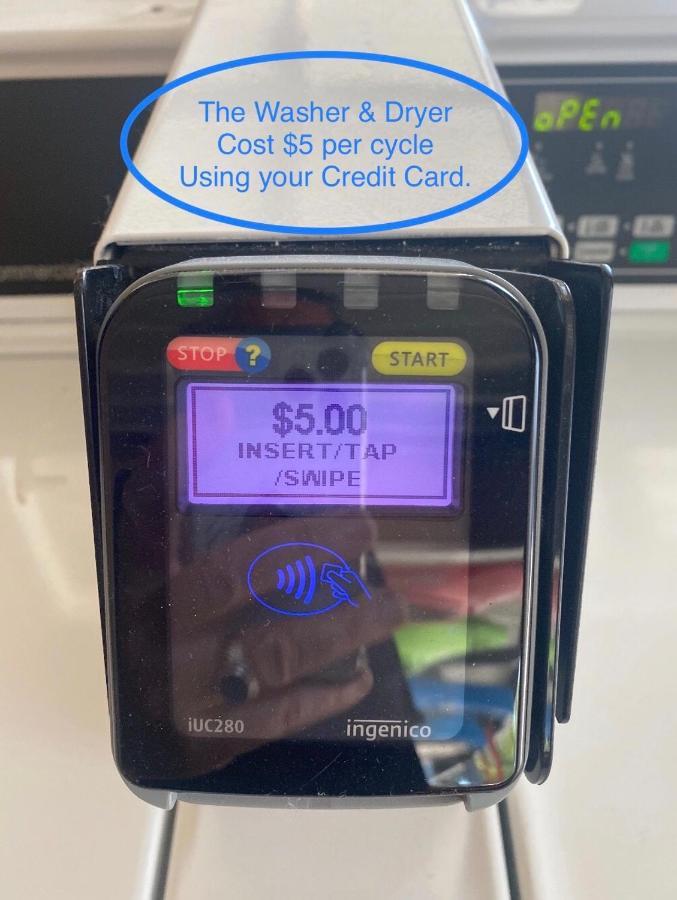 The Washer & Dryer
Cost $5 per cycle
Using your Credit Card.
oPEn
STOP ?
START
$5.00
INSERT/TAP
/SWIPE
iUC280
ingenico